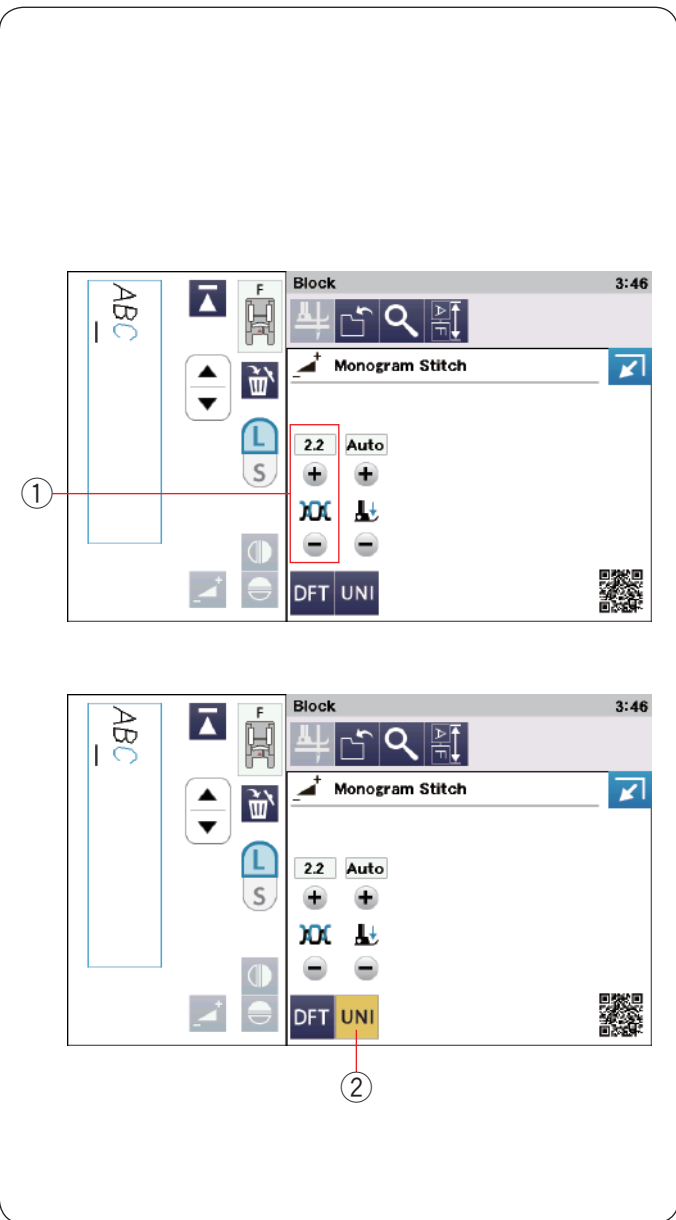 ABC
F
Block
3:46
A F
Monogram Stitch
L
S
2.2
Auto
+
+
①
−
−
DFT
UNI
ABC
F
Block
3:46
A F
Monogram Stitch
L
S
2.2
Auto
+
+
−
−
DFT
UNI
②